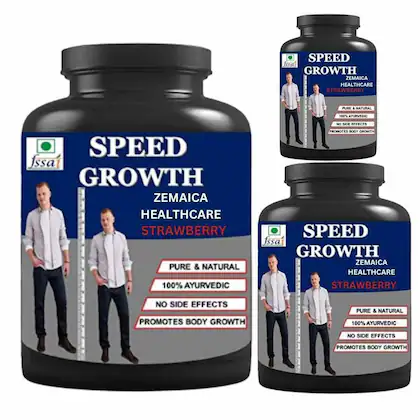 fssai
SPEED
GROWTH
ZEMAICA
HEALTHCARE
STRAWBERRY
PURE & NATURAL
100% AYURVEDIC
NO SIDE EFFECTS
PROMOTES BODY GROWTH
fssai
SPEED
GROWTH
ZEMAICA
HEALTHCARE
STRAWBERRY
PURE & NATURAL
100% AYURVEDIC
NO SIDE EFFECTS
PROMOTES BODY GROWTH
fssai
SPEED
GROWTH
ZEMAICA
HEALTHCARE
STRAWBERRY
PURE & NATURAL
100% AYURVEDIC
NO SIDE EFFECTS
PROMOTES BODY GROWTH